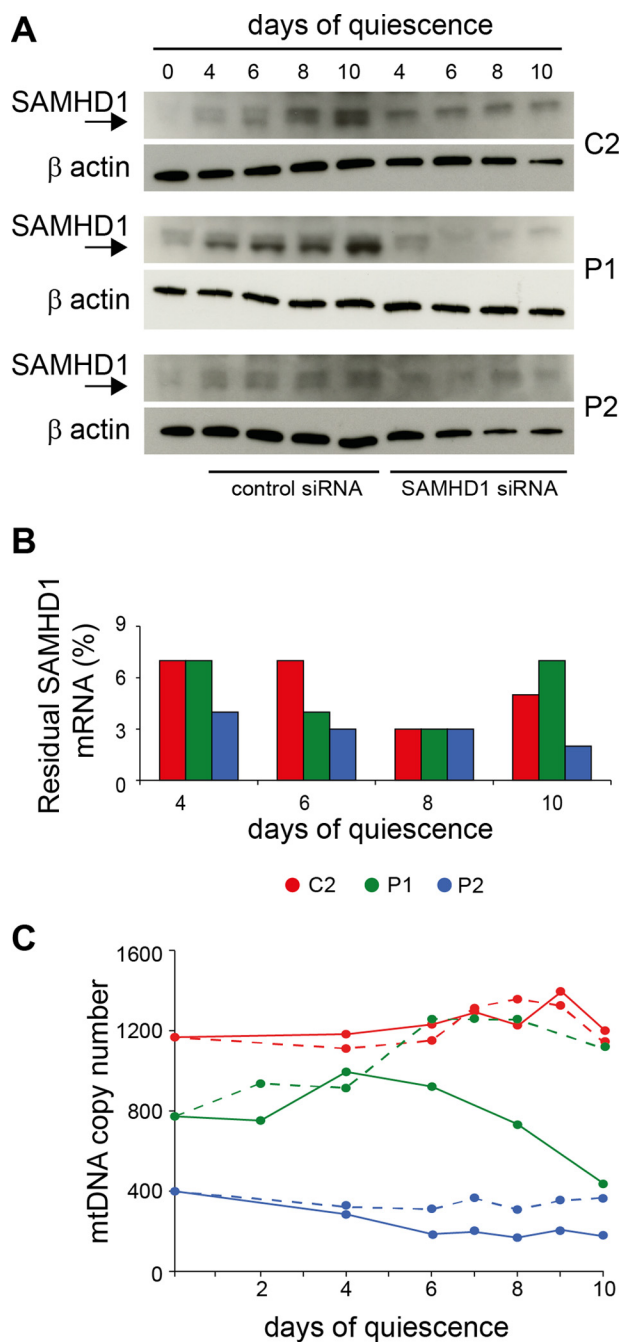 A
days of quiescence
0 4 6 8 10 4 6 8 10
SAMHD1
C2
β actin
SAMHD1
P1
β actin
SAMHD1
P2
β actin
control siRNA SAMHD1 siRNA
B
Residual SAMHD1
mRNA (%)
9
6
3
0
4 6 8 10
days of quiescence
C2 P1 P2
C
mtDNA copy number
1600
1200
800
400
0
0 2 4 6 8 10
days of quiescence